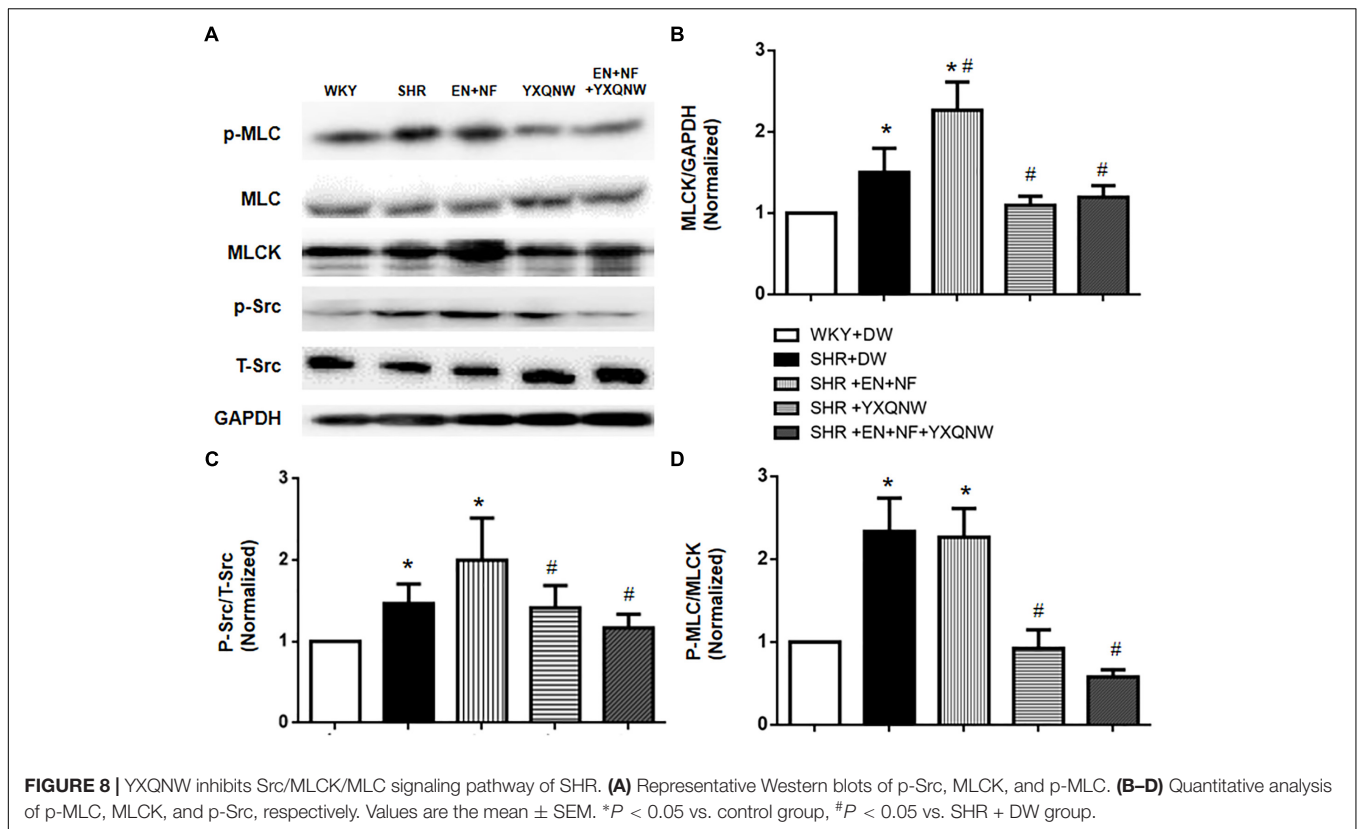 A
WKY SHR EN+NF YXQNW EN+NF
+YXQNW
p-MLC
MLC
MLCK
p-Src
T-Src
GAPDH
B
MLCK/GAPDH
(Normalized)
3
2
1
0
*
* #
#
#
WKY+DW
SHR+DW
SHR +EN+NF
SHR +YXQNW
SHR +EN+NF+YXQNW
C
P-Src/T-Src
(Normalized)
3
2
1
0
*
*
#
#
D
P-MLC/MLCK
(Normalized)
3
2
1
0
*
*
#
#
FIGURE 8 | YXQNW inhibits Src/MLCK/MLC signaling pathway of SHR. (A) Representative Western blots of p-Src, MLCK, and p-MLC. (B–D) Quantitative analysis
of p-MLC, MLCK, and p-Src, respectively. Values are the mean ± SEM. *P < 0.05 vs. control group, #P < 0.05 vs. SHR + DW group.